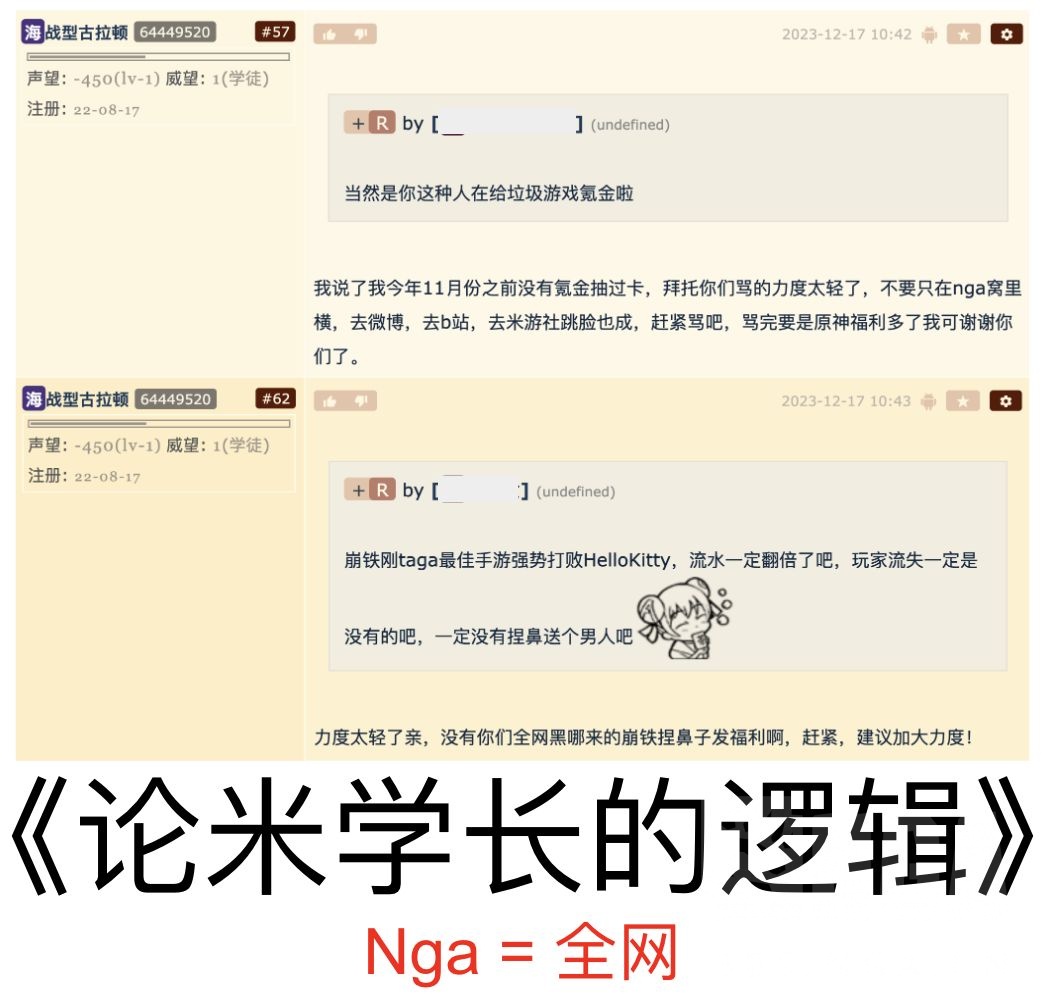 海战型古拉顿 64449520 #57
2023-12-17 10:42
声望: -450(lv-1) 威望: 1(学徒)
注册: 22-08-17
+ R by [ ] (undefined)
当然是你这种人在给垃圾游戏氪金啦
我说了我今年11月份之前没有氪金抽过卡，拜托你们骂的力度太轻了，不要只在nga窝里
横，去微博，去b站，去米游社跳脸也成，赶紧骂吧，骂完要是原神福利多了我可谢谢你
们了。
海战型古拉顿 64449520 #62
2023-12-17 10:43
声望: -450(lv-1) 威望: 1(学徒)
注册: 22-08-17
+ R by [ ] (undefined)
崩铁刚taga最佳手游强势打败HelloKitty，流水一定翻倍了吧，玩家流失一定是
没有的吧，一定没有捏鼻送个男人吧
力度太轻了亲，没有你们全网黑哪来的崩铁捏鼻子发福利啊，赶紧，建议加大力度！
《论米学长的逻辑》
Nga = 全网